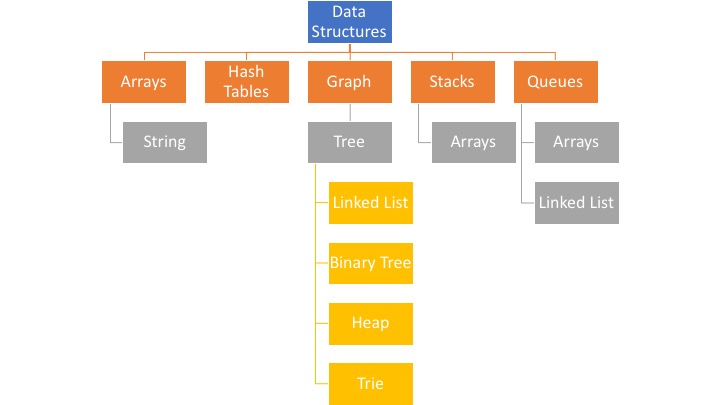 Data
Structures
Arrays
Hash
Tables
Graph
Stacks
Queues
String
Tree
Arrays
Arrays
Linked List
Linked List
Binary Tree
Heap
Trie